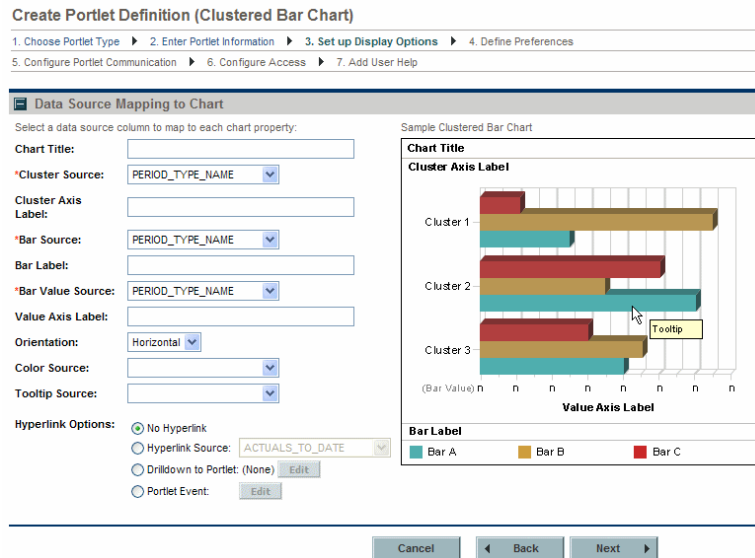 Create Portlet Definition (Clustered Bar Chart)
1. Choose Portlet Type 2. Enter Portlet Information 3. Set up Display Options 4. Define Preferences
5. Configure Portlet Communication 6. Configure Access 7. Add User Help
Data Source Mapping to Chart
Select a data source column to map to each chart property:
Chart Title:
*Cluster Source: PERIOD_TYPE_NAME
Cluster Axis
Label:
*Bar Source: PERIOD_TYPE_NAME
Bar Label:
*Bar Value Source: PERIOD_TYPE_NAME
Value Axis Label:
Orientation: Horizontal
Color Source:
Tooltip Source:
Hyperlink Options: No Hyperlink
Hyperlink Source: ACTUALS_TO_DATE
Drilldown to Portlet: (None) Edit
Portlet Event: Edit
Sample Clustered Bar Chart
Chart Title
Cluster Axis Label
Cluster 1
Cluster 2
Tooltip
Cluster 3
(Bar Value) n n n n n n n
Value Axis Label
Bar Label
Bar A Bar B Bar C
Cancel Back Next